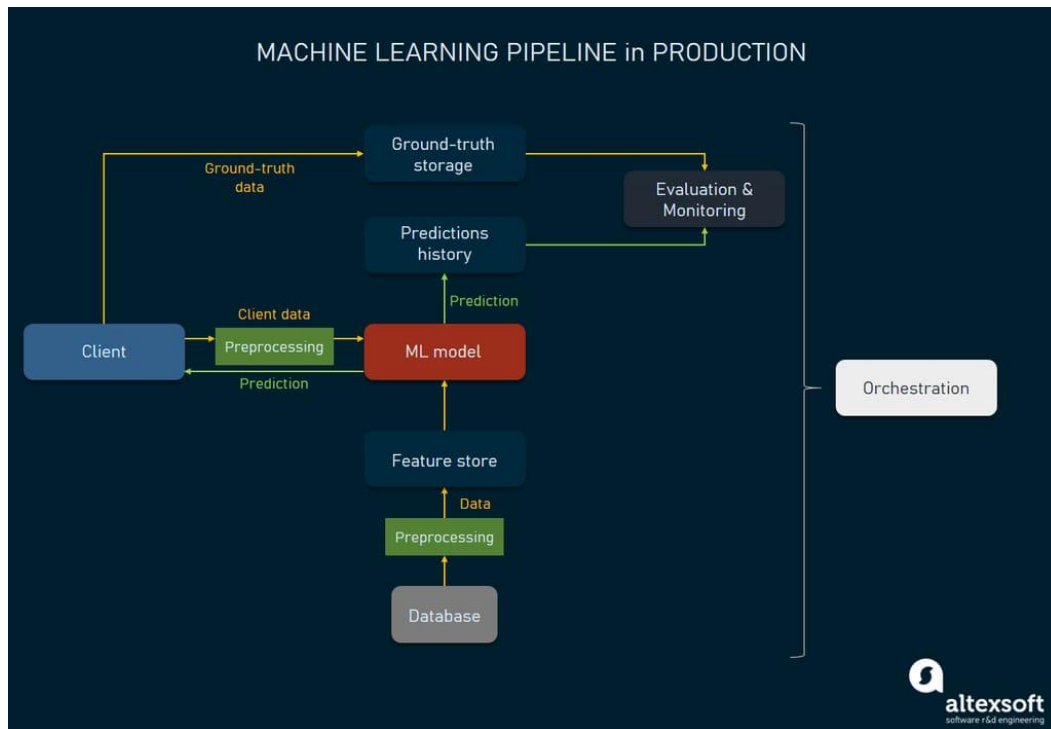 MACHINE LEARNING PIPELINE in PRODUCTION
Ground-truth
storage
Ground-truth
data
Evaluation &
Monitoring
Predictions
history
Prediction
Client data
Client
Preprocessing
ML model
Prediction
Orchestration
Feature store
Data
Preprocessing
Database
altexsoft
software r&d engineering